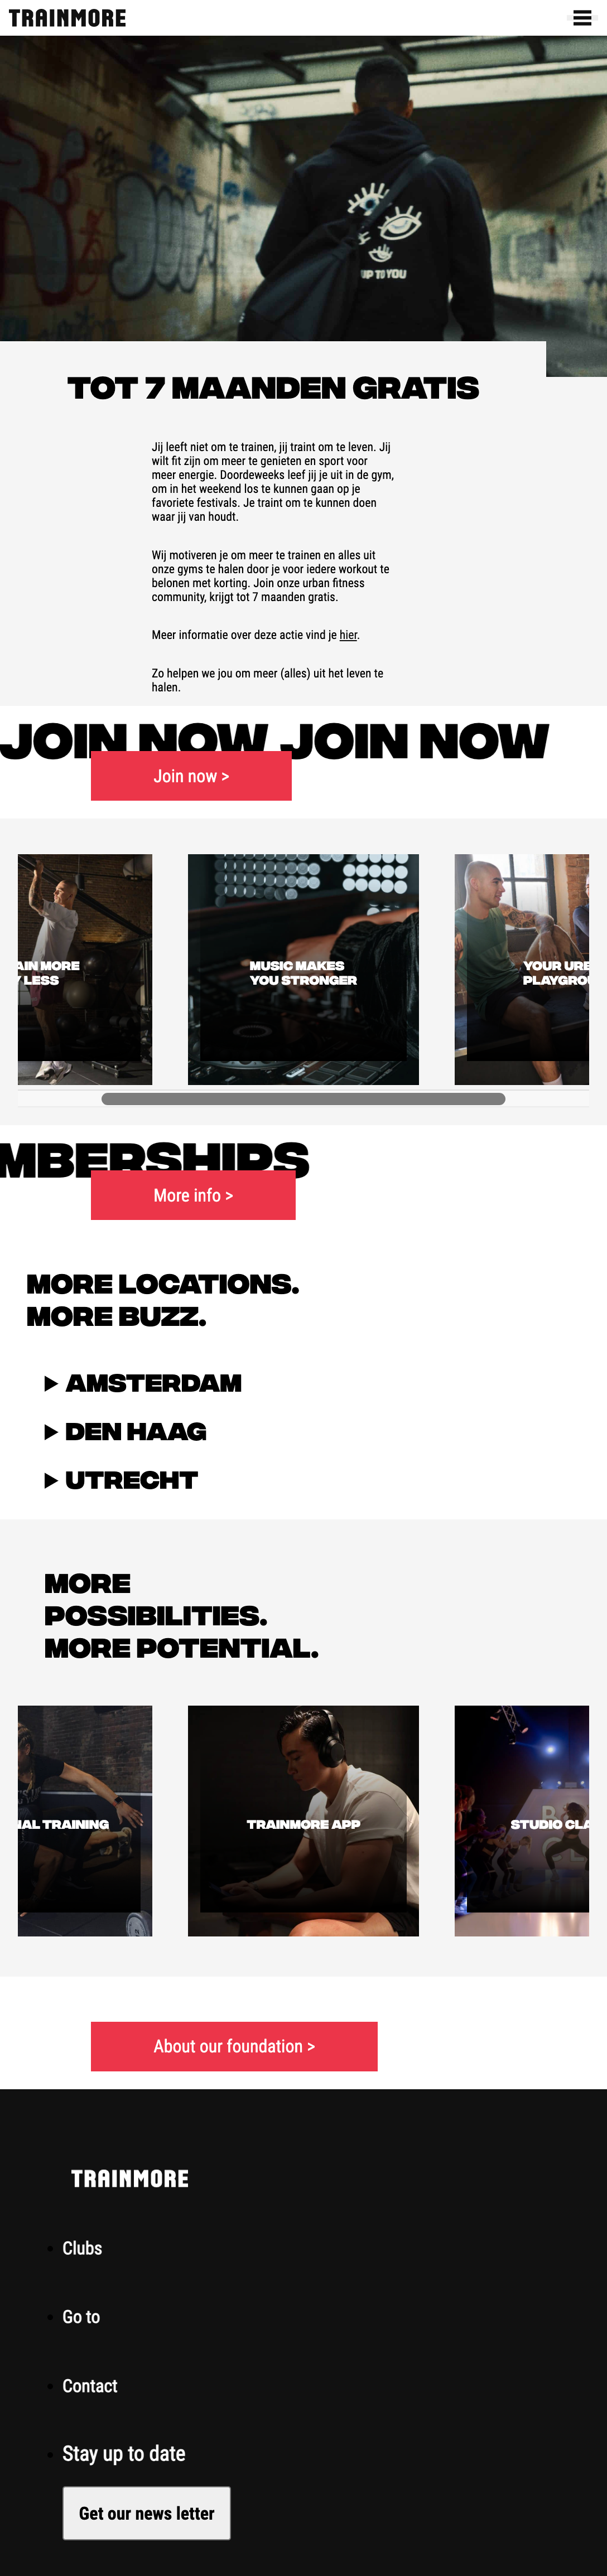 TRAINMORE
UP TO YOU
TOT 7 MAANDEN GRATIS
Jij leeft niet om te trainen, jij traint om te leven. Jij
wilt fit zijn om meer te genieten en sport voor
meer energie. Doordeweeks leef jij je uit in de gym,
om in het weekend los te kunnen gaan op je
favoriete festivals. Je traint om te kunnen doen
waar jij van houdt.
Wij motiveren je om meer te trainen en alles uit
onze gyms te halen door je voor iedere workout te
belonen met korting. Join onze urban fitness
community, krijgt tot 7 maanden gratis.
Meer informatie over deze actie vind je hier.
Zo helpen we jou om meer (alles) uit het leven te
halen.
JOIN NOW JOIN NOW
Join now >
AIN MORE
Y LESS
MUSIC MAKES
YOU STRONGER
YOUR URB
PLAYGROU
MBERSHIPS
More info >
MORE LOCATIONS.
MORE BUZZ.
AMSTERDAM
DEN HAAG
UTRECHT
MORE
POSSIBILITIES.
MORE POTENTIAL.
NAL TRAINING
TRAINMORE APP
STUDIO CLA
About our foundation >
TRAINMORE
Clubs
Go to
Contact
Stay up to date
Get our news letter